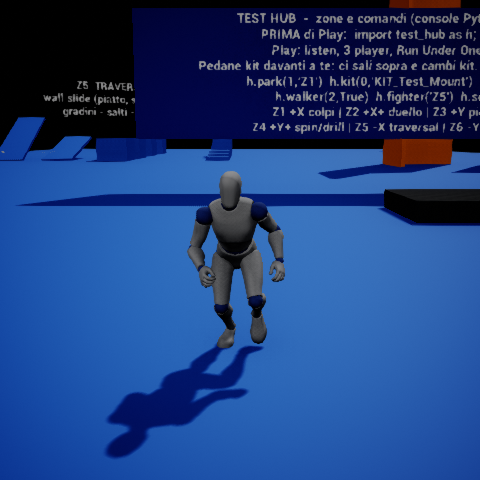 TEST HUB - zone e comandi (console Pyt
PRIMA di Play: import test_hub as h;
Play: listen, 3 player, Run Under One
Pedane kit davanti a te: ci sali sopra e cambi kit.
h.park(1,'Z1') h.kit(0,'KIT_Test_Mount')
h.walker(2,True) h.fighter('Z5') h.s
Z1 +X colpi | Z2 +X+ duello | Z3 +Y pi
Z4 +Y+ spin/drill | Z5 -X traversal | Z6 -Y
Z5 TRAVER
wall slide (piatto, s
gradini - salti -